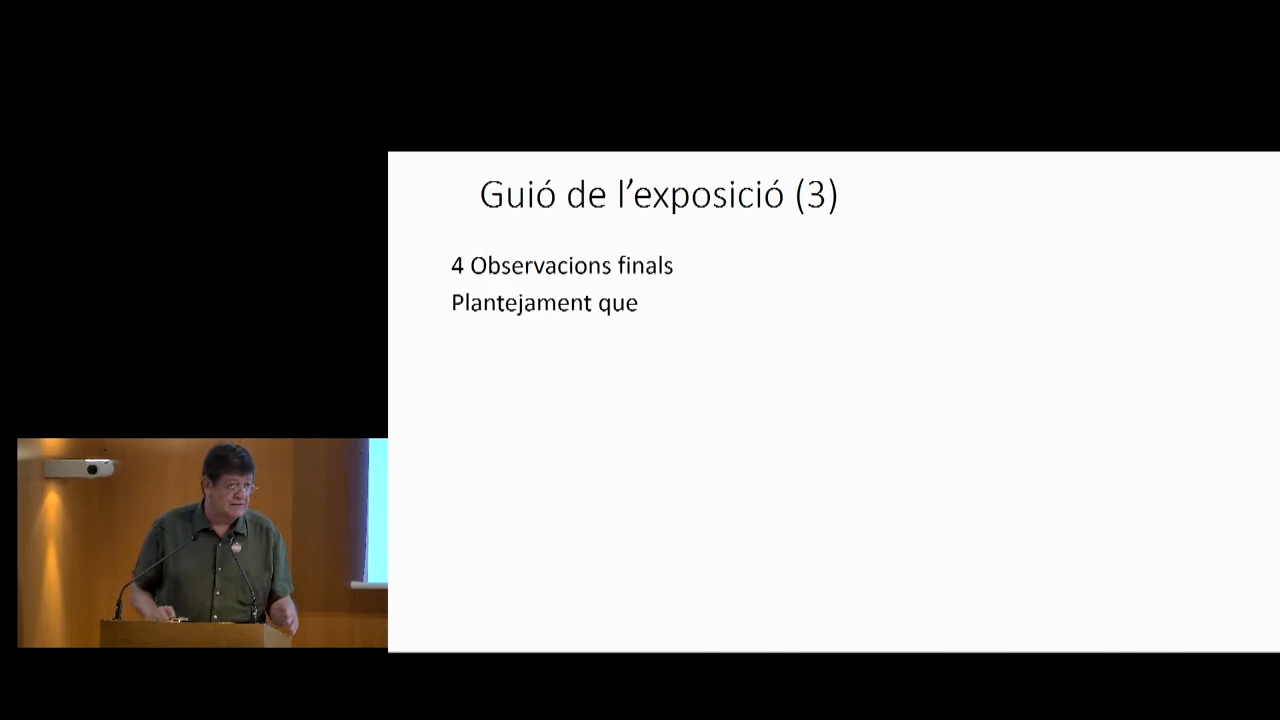 Guió de l’exposició (3)
4 Observacions finals
Plantejament que